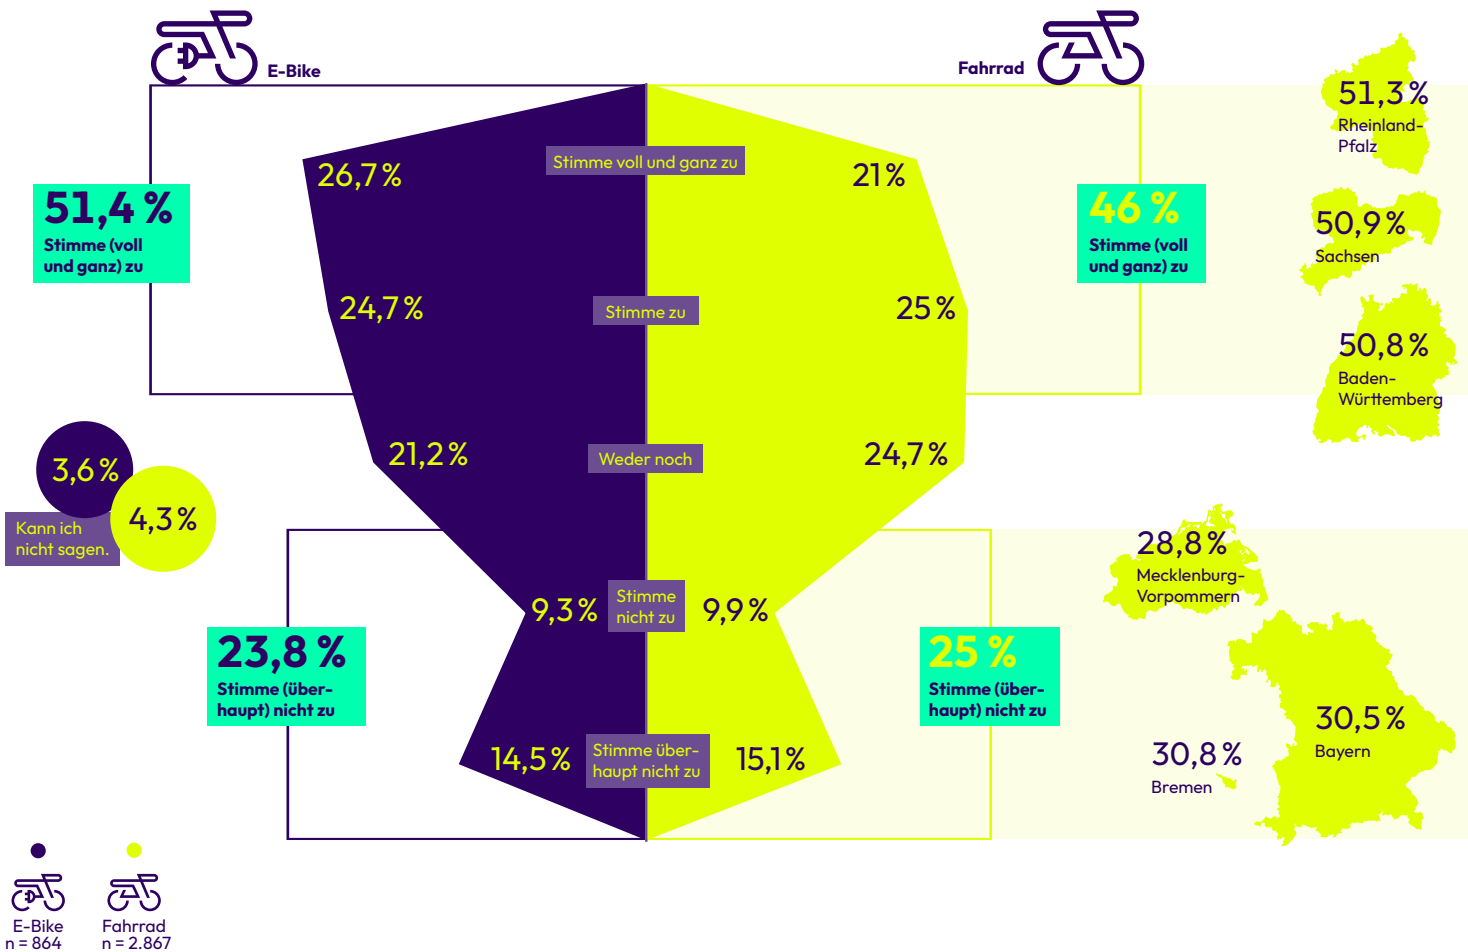 E-Bike
Fahrrad
26,7 %
Stimme voll und ganz zu
21 %
51,4 %
Stimme (voll
und ganz) zu
46 %
Stimme (voll
und ganz) zu
24,7 %
Stimme zu
25 %
51,3 %
Rheinland-
Pfalz
50,9 %
Sachsen
50,8 %
Baden-
Württemberg
21,2 %
Weder noch
24,7 %
3,6 %
4,3 %
Kann ich
nicht sagen.
9,3 %
Stimme
nicht zu
9,9 %
23,8 %
Stimme (über-
haupt) nicht zu
25 %
Stimme (über-
haupt) nicht zu
14,5 %
Stimme über-
haupt nicht zu
15,1 %
28,8 %
Mecklenburg-
Vorpommern
30,8 %
Bremen
30,5 %
Bayern
E-Bike
n = 864
Fahrrad
n = 2.867